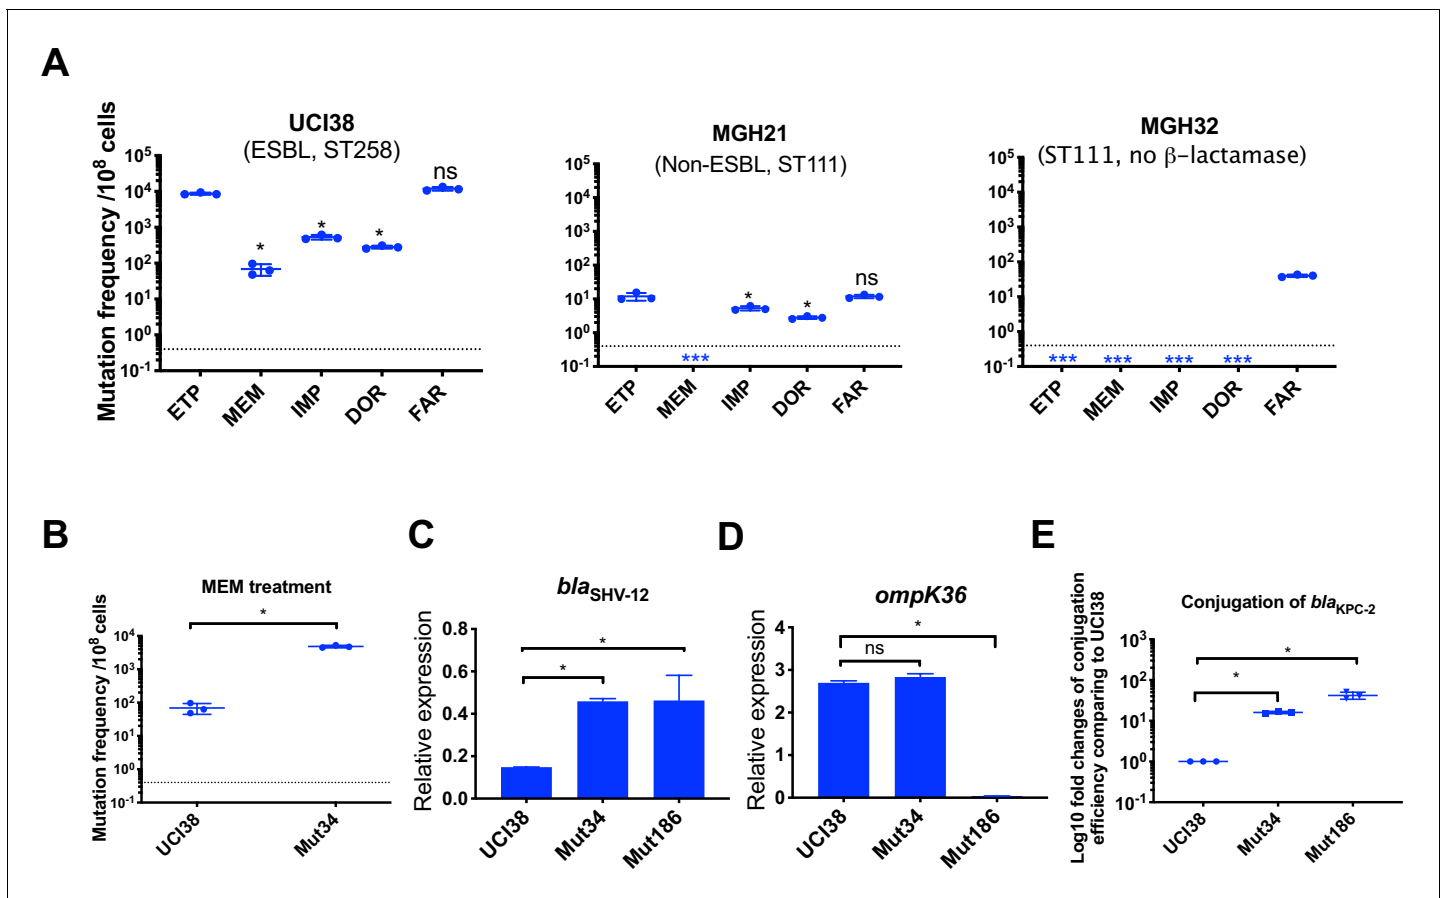 A
UCI38
(ESBL, ST258)
MGH21
(Non-ESBL, ST111)
MGH32
(ST111, no β-lactamase)
Mutation frequency /10⁸ cells
10⁵
10⁴
10³
10²
10¹
10⁰
10⁻¹
*
*
*
ns
ETP
MEM
IMP
DOR
FAR
10⁵
10⁴
10³
10²
10¹
10⁰
10⁻¹
***
*
*
ns
ETP
MEM
IMP
DOR
FAR
10⁵
10⁴
10³
10²
10¹
10⁰
10⁻¹
***
***
***
***
ETP
MEM
IMP
DOR
FAR
B
MEM treatment
Mutation frequency /10⁸ cells
10⁴
10³
10²
10¹
10⁰
10⁻¹
*
UCI38
Mut34
C
blaSHV-12
Relative expression
0.8
0.6
0.4
0.2
0.0
*
*
UCI38
Mut34
Mut186
D
ompK36
Relative expression
4
3
2
1
0
*
ns
UCI38
Mut34
Mut186
E
Conjugation of blaKPC-2
Log10 fold changes of conjugation
efficiency comparing to UCI38
10³
10²
10¹
10⁰
10⁻¹
*
*
UCI38
Mut34
Mut186